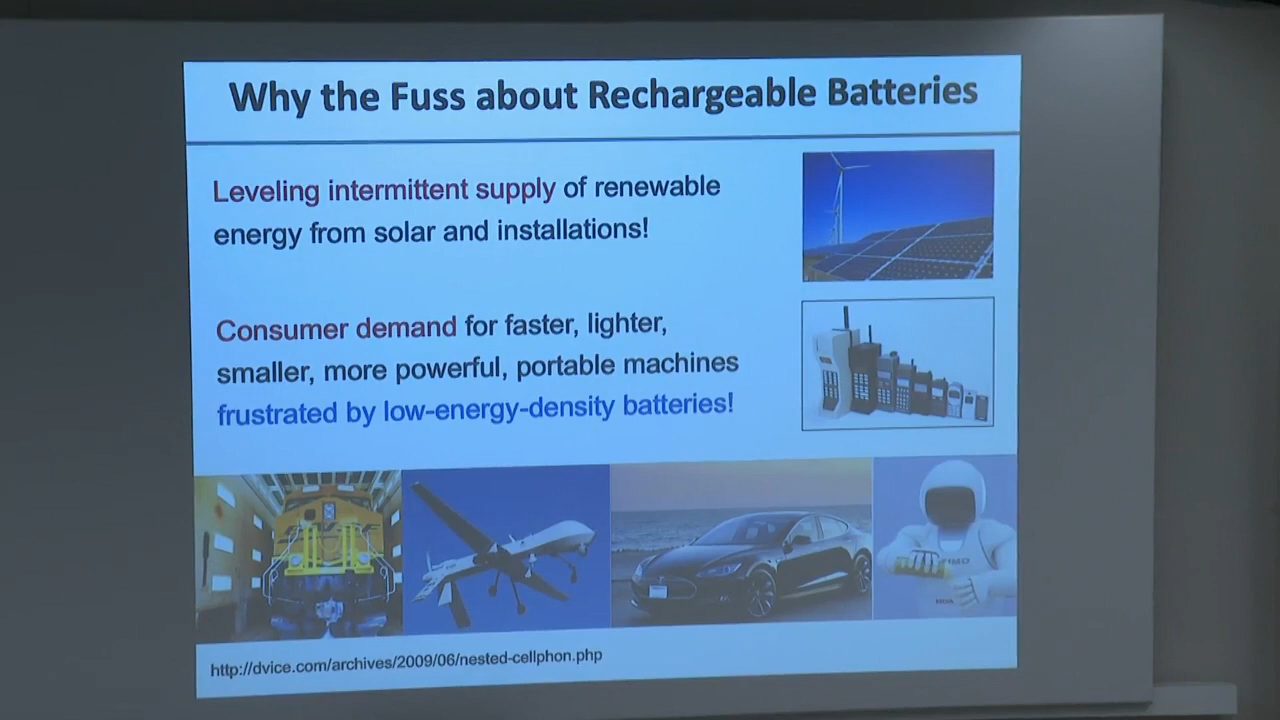 Why the Fuss about Rechargeable Batteries
Leveling intermittent supply of renewable
energy from solar and installations!
Consumer demand for faster, lighter,
smaller, more powerful, portable machines
frustrated by low-energy-density batteries!
http://dvice.com/archives/2009/06/nested-cellphon.php